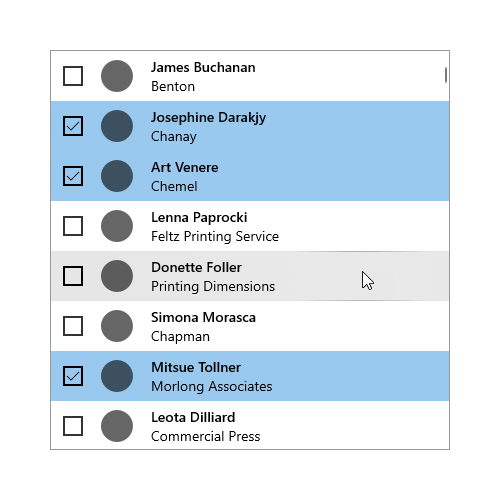 James Buchanan
Benton
Josephine Darakjy
Chanay
Art Venere
Chemel
Lenna Paprocki
Feltz Printing Service
Donette Foller
Printing Dimensions
Simona Morasca
Chapman
Mitsue Tollner
Morlong Associates
Leota Dilliard
Commercial Press